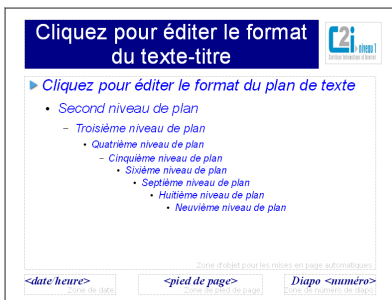 Cliquez pour éditer le format
du texte-titre
C2i niveau 1
Cliquez pour éditer le format du plan de texte
• Second niveau de plan
– Troisième niveau de plan
• Quatrième niveau de plan
– Cinquième niveau de plan
• Sixième niveau de plan
• Septième niveau de plan
• Huitième niveau de plan
• Neuvième niveau de plan
Zone d'objet pour les mises en page automatiques
<date/heure> <pied de page> Diapo <numéro>
Zone de date Zone de pied de page Zone de numéro de diapo